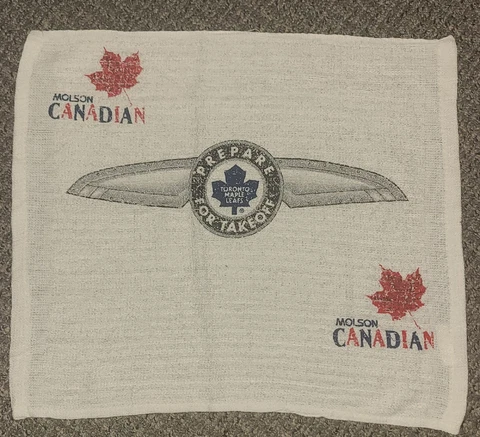 MOLSON
CANADIAN
PREPARE
TORONTO
MAPLE
LEAFS
FOR TAKEOFF
MOLSON
CANADIAN